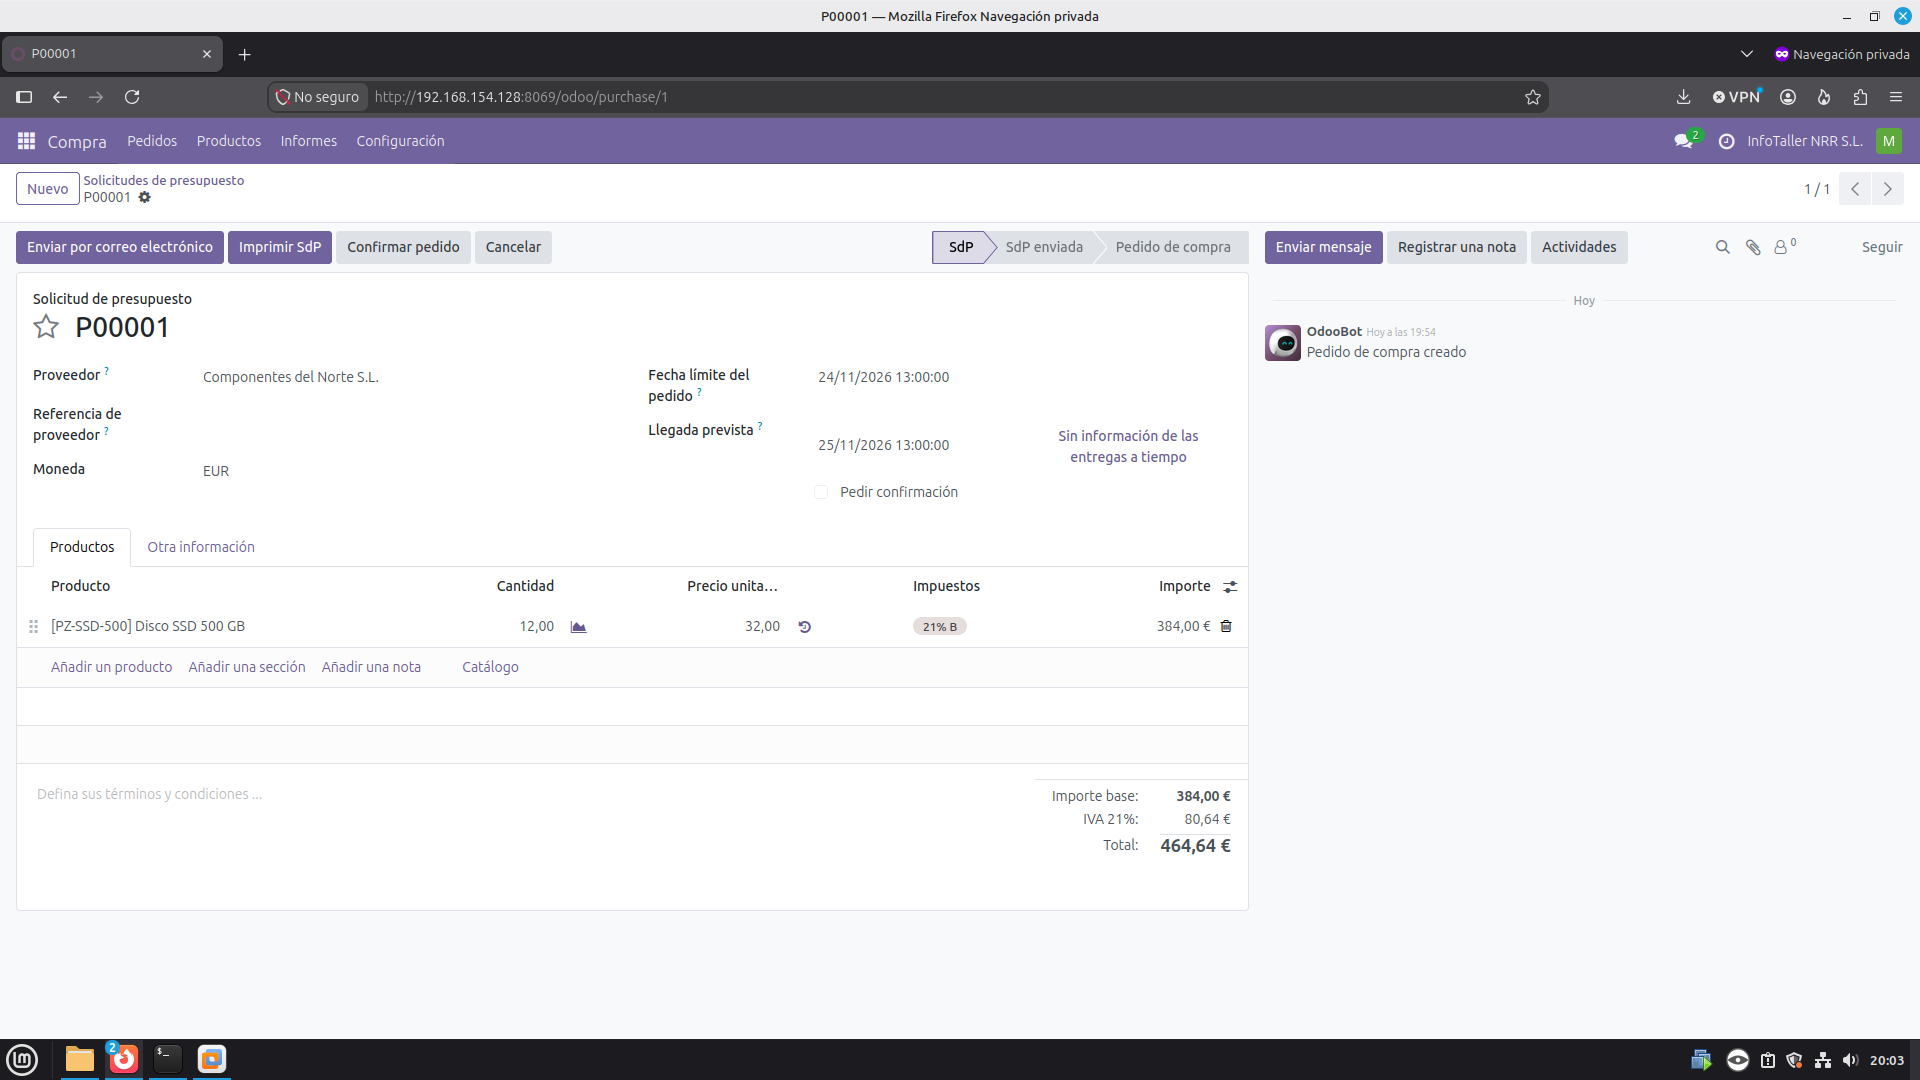 P00001 — Mozilla Firefox Navegación privada
P00001
Navegación privada
No seguro
http://192.168.154.128:8069/odoo/purchase/1
VPN
Compra
Pedidos
Productos
Informes
Configuración
2
InfoTaller NRR S.L.
M
Nuevo
Solicitudes de presupuesto
P00001
1 / 1
Enviar por correo electrónico
Imprimir SdP
Confirmar pedido
Cancelar
SdP
SdP enviada
Pedido de compra
Enviar mensaje
Registrar una nota
Actividades
0
Seguir
Solicitud de presupuesto
P00001
Proveedor ?
Componentes del Norte S.L.
Referencia de
proveedor ?
Moneda
EUR
Fecha límite del
pedido ?
24/11/2026 13:00:00
Llegada prevista ?
25/11/2026 13:00:00
Sin información de las
entregas a tiempo
Pedir confirmación
Hoy
OdooBot Hoy a las 19:54
Pedido de compra creado
Productos
Otra información
Producto Cantidad Precio unita... Impuestos Importe
[PZ-SSD-500] Disco SSD 500 GB 12,00 32,00 21% B 384,00 €
Añadir un producto Añadir una sección Añadir una nota Catálogo
Defina sus términos y condiciones ...
Importe base: 384,00 €
IVA 21%: 80,64 €
Total: 464,64 €
2
20:03